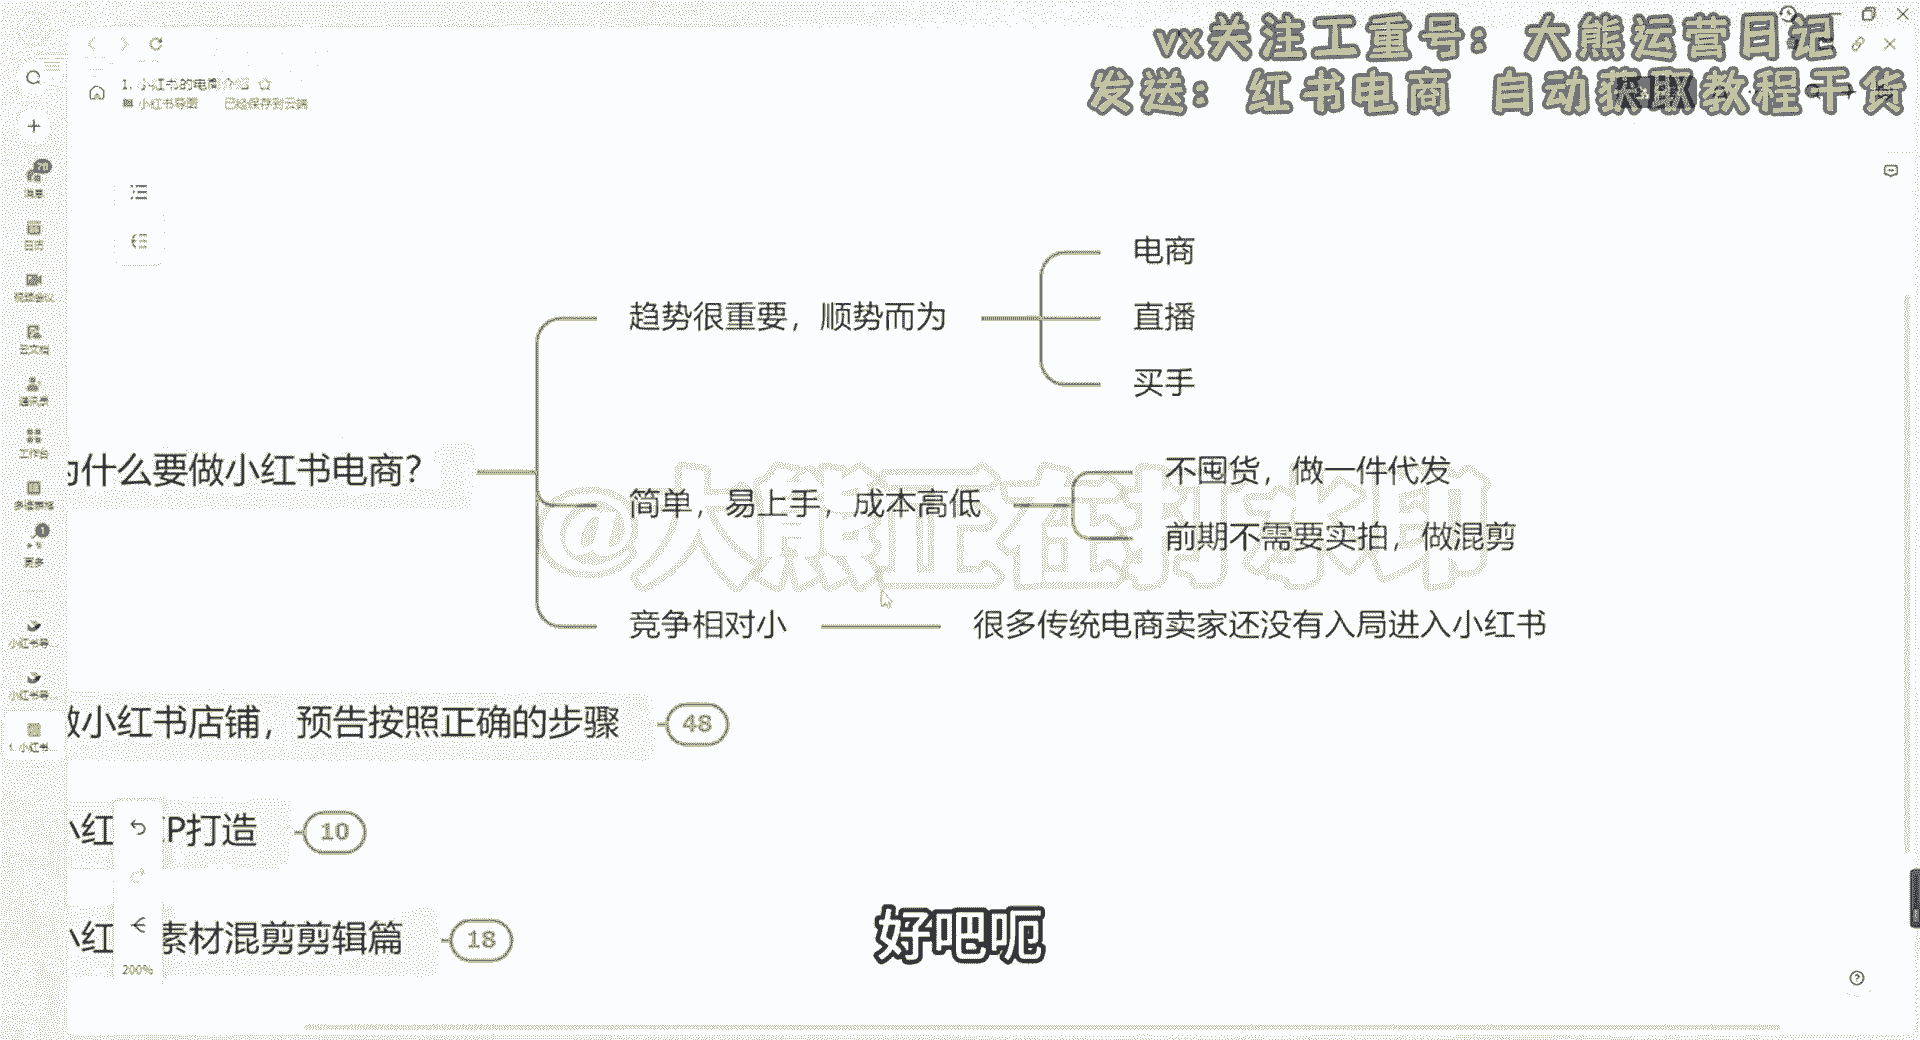 vx关注工重号：大熊运营日记
发送：红书电商 自动获取教程干货
1. 小红书的电商介绍
小红书导图 已经保存到云端
消息
日历
视频会议
云文档
通讯录
工作台
多维表格
更多
小红书导...
小红书导...
1. 小红书...
为什么要做小红书电商？
趋势很重要，顺势而为
电商
直播
买手
简单，易上手，成本高低
不囤货，做一件代发
前期不需要实拍，做混剪
竞争相对小
很多传统电商卖家还没有入局进入小红书
@大熊正在打水印
做小红书店铺，预告按照正确的步骤
48
小红 IP打造
10
小红 素材混剪剪辑篇
18
200%
好吧呃